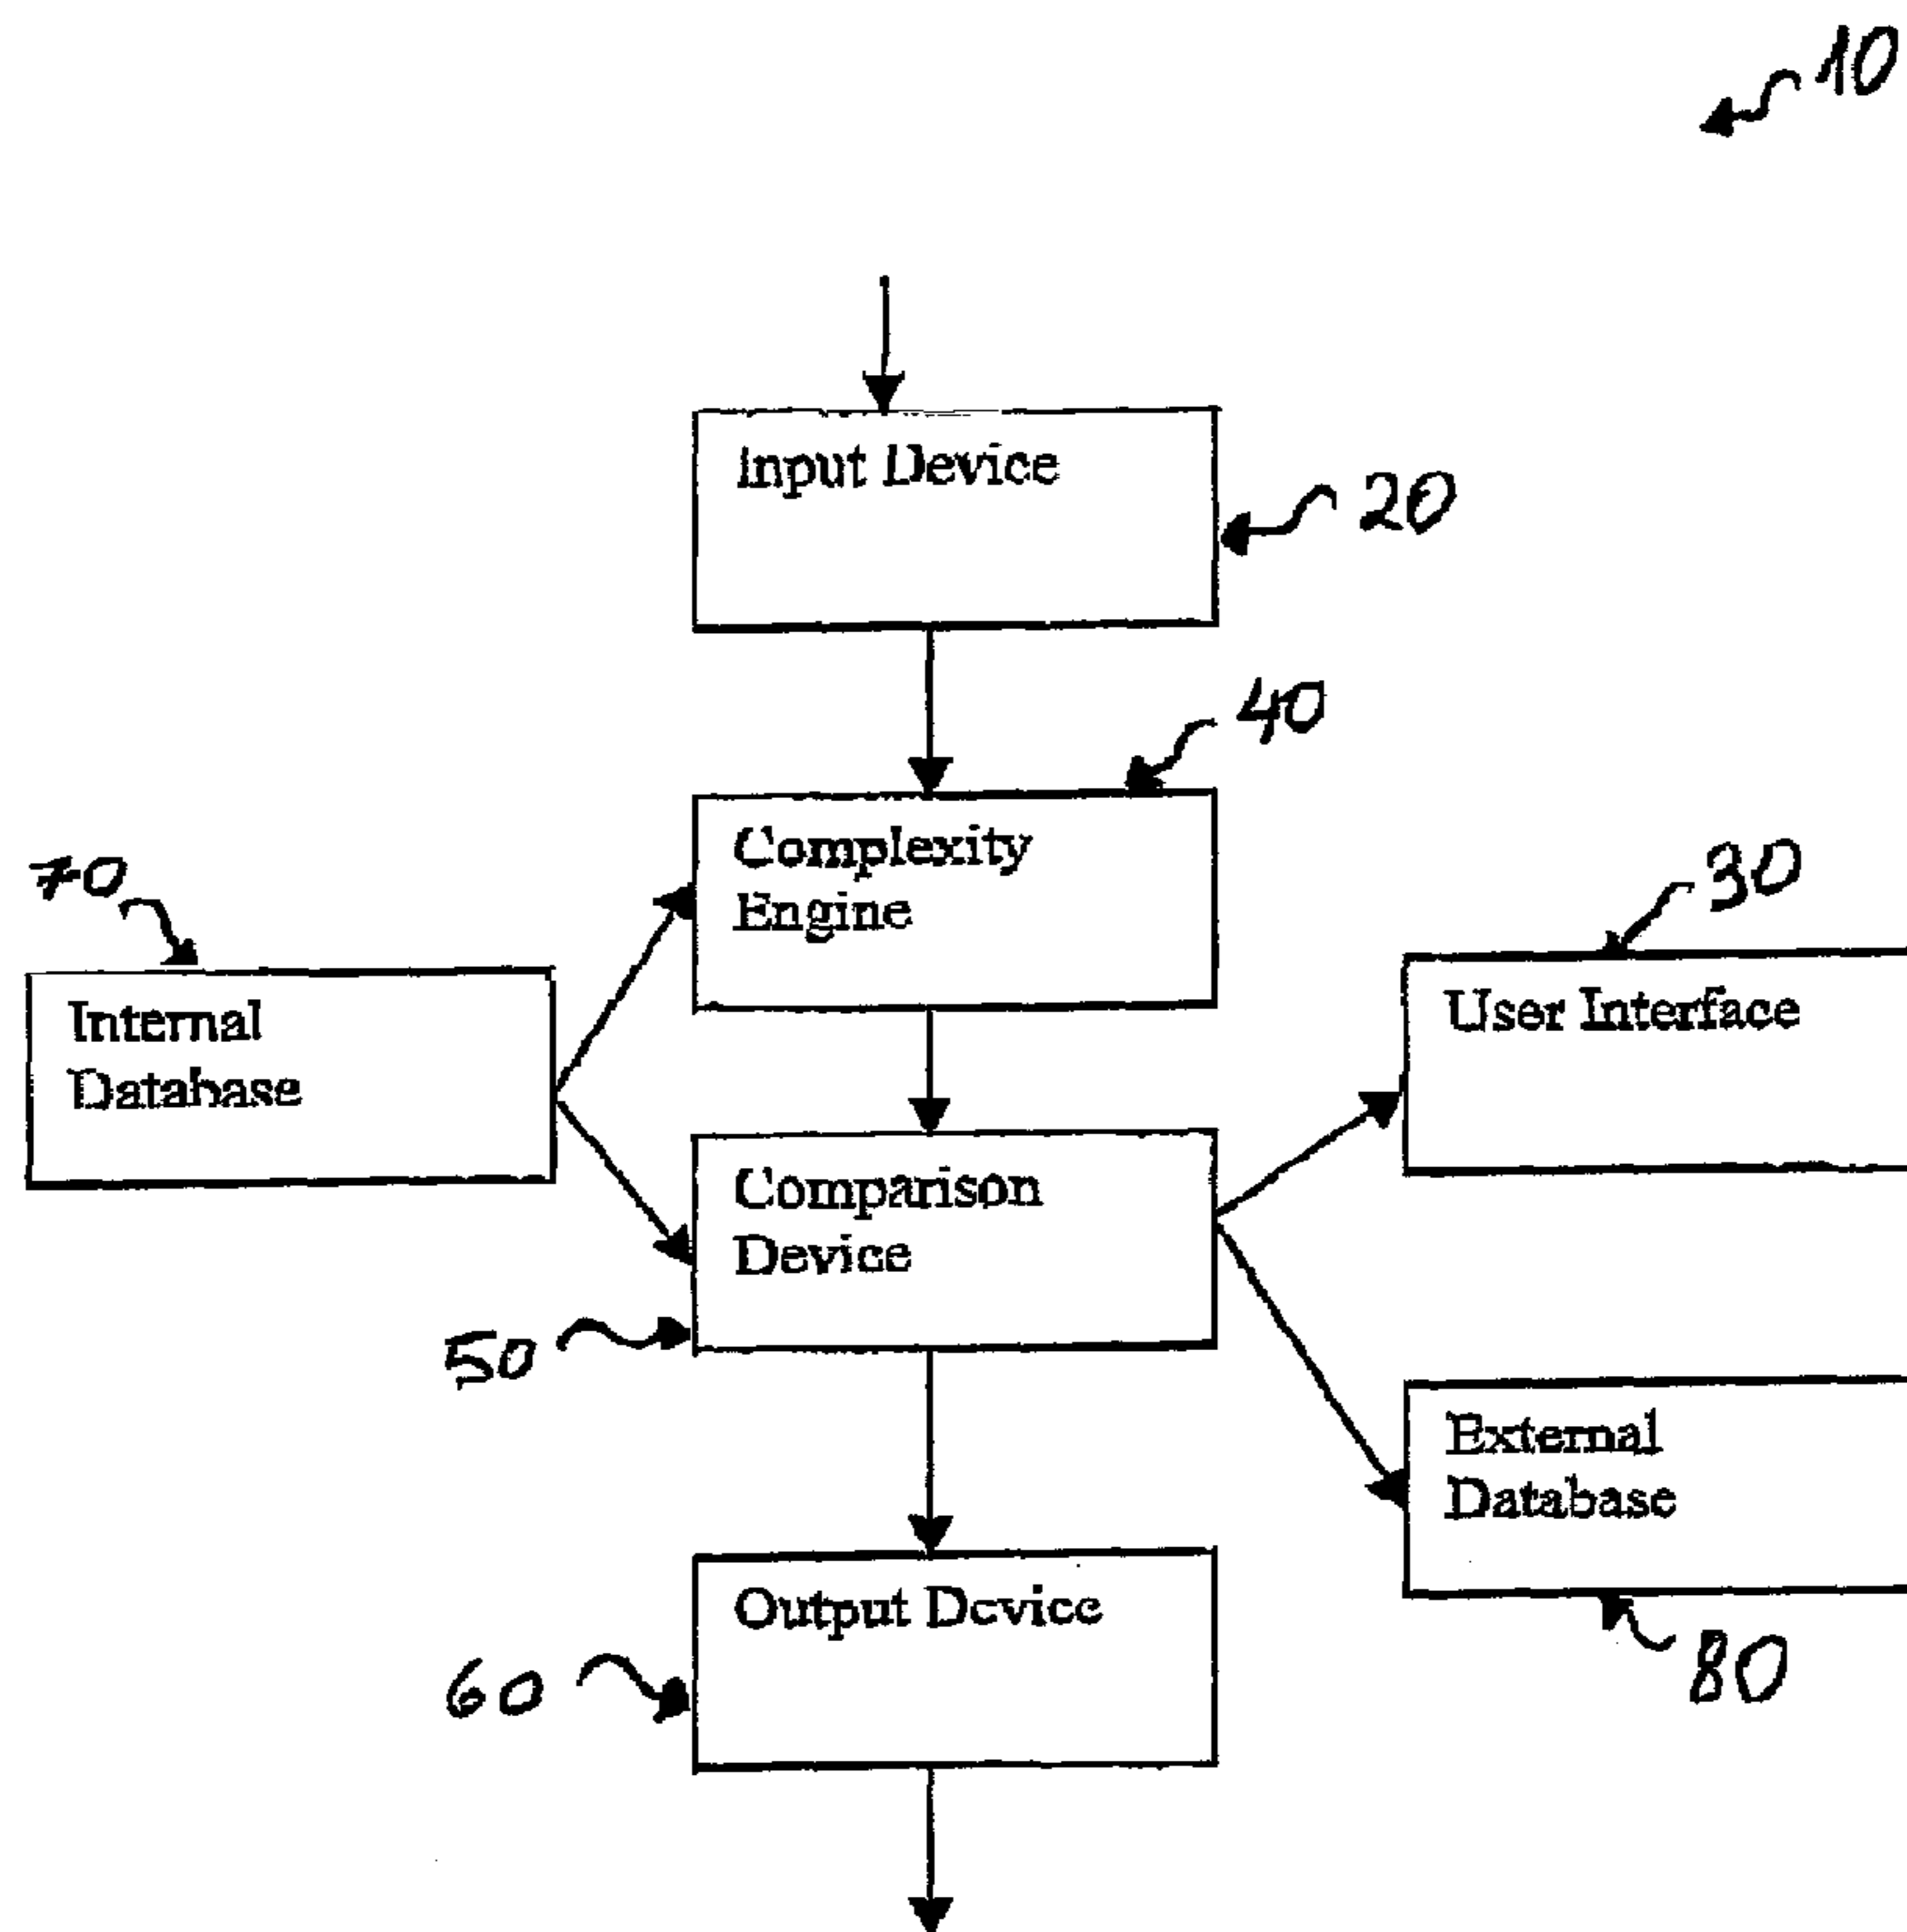 10
Input Device
20
40
Complexity
Engine
70
30
Internal
Database
User Interface
Comparison
Device
50
External
Database
Output Device
60
80